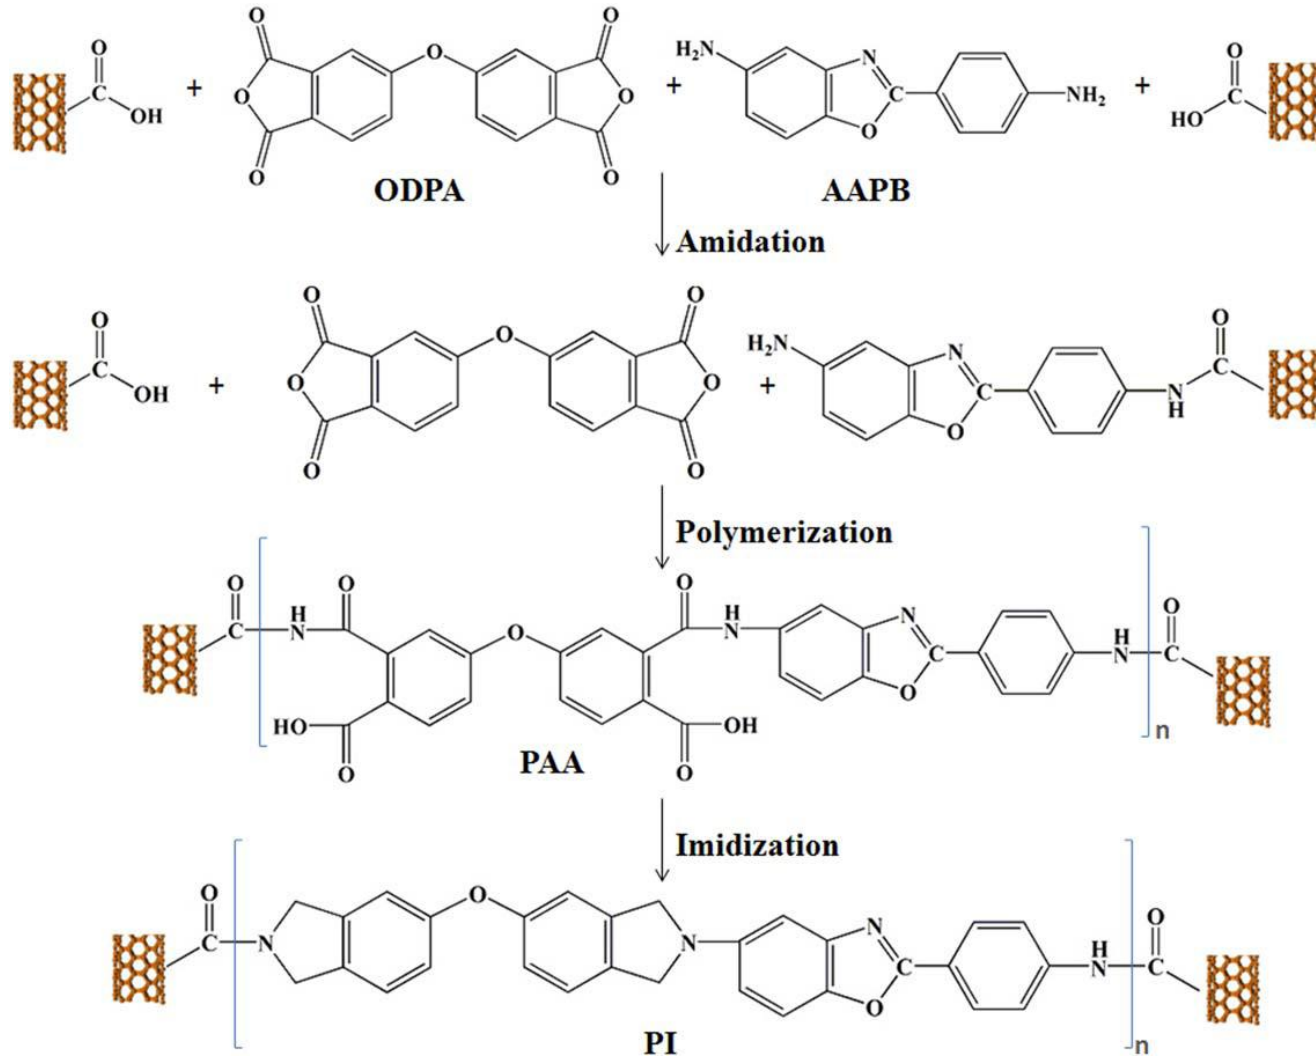 O O O O O
H₂N N
C OH + O O + C NH₂ + HO C
O O O
ODPA AAPB
Amidation
O O O O O
H₂N N
C OH + O O + C N H C
O O O
Polymerization
O H O O H N H O
C N O N C N C
HO O OH O O n
PAA
Imidization
O O N H O
C N N C N C
O n
PI